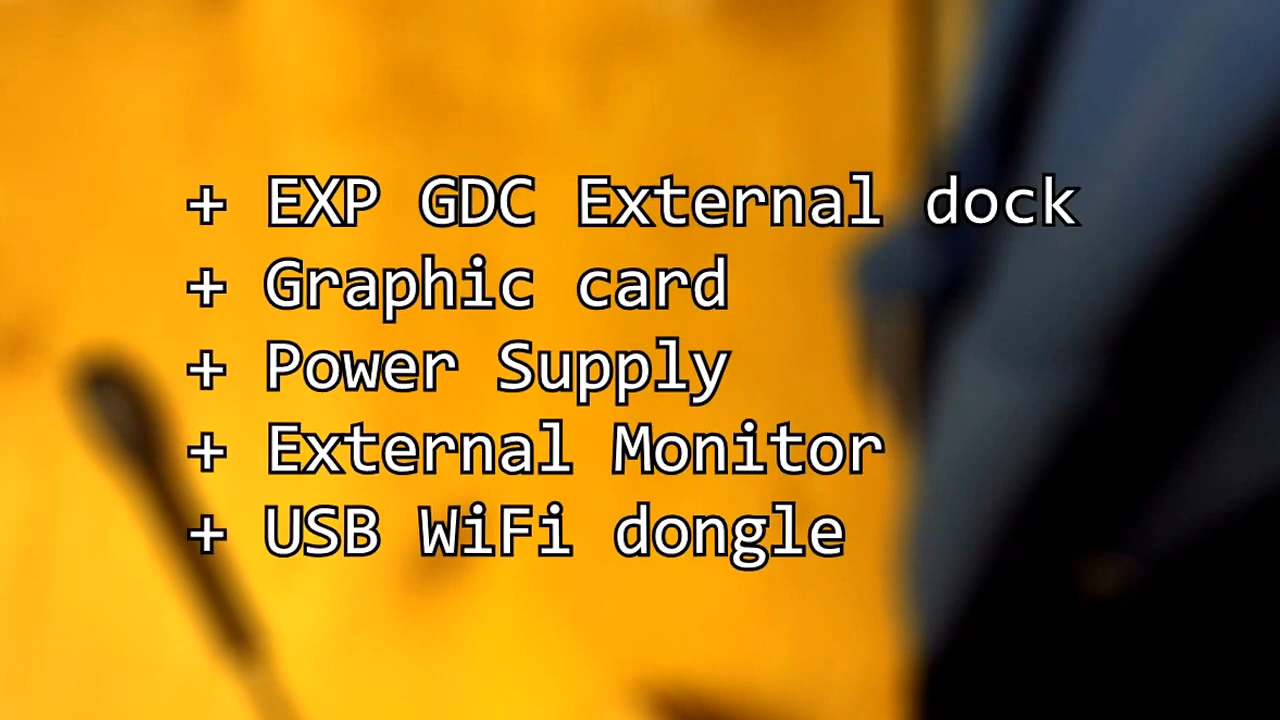 + EXP GDC External dock
+ Graphic card
+ Power Supply
+ External Monitor
+ USB WiFi dongle